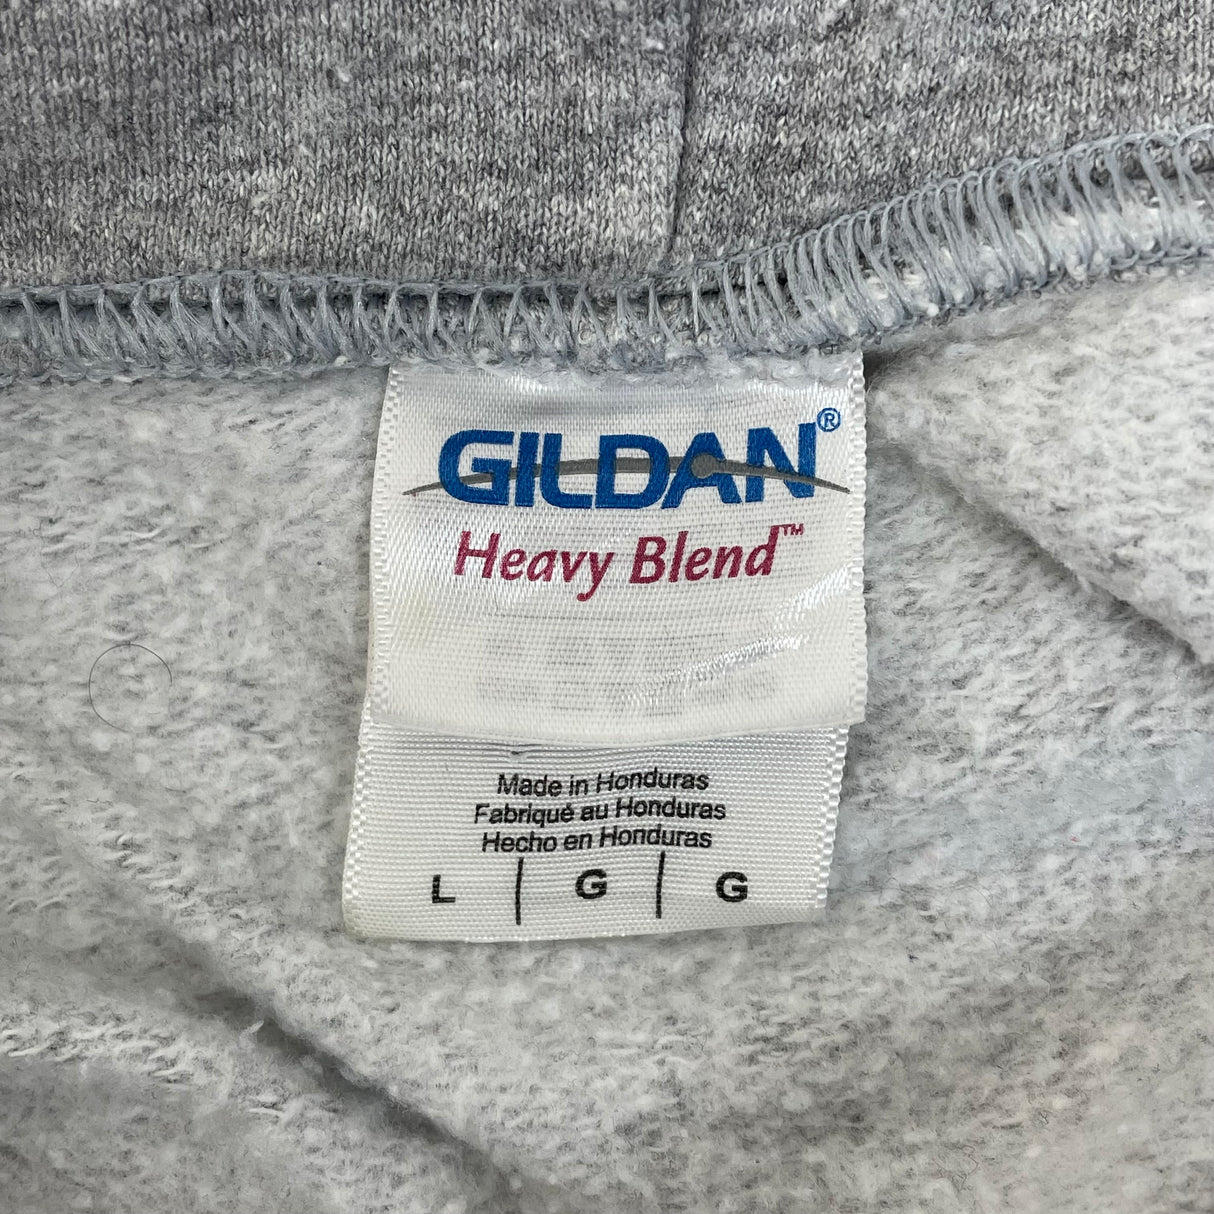 GILDAN®
Heavy Blend™
Made in Honduras
Fabriqué au Honduras
Hecho en Honduras
L | G | G